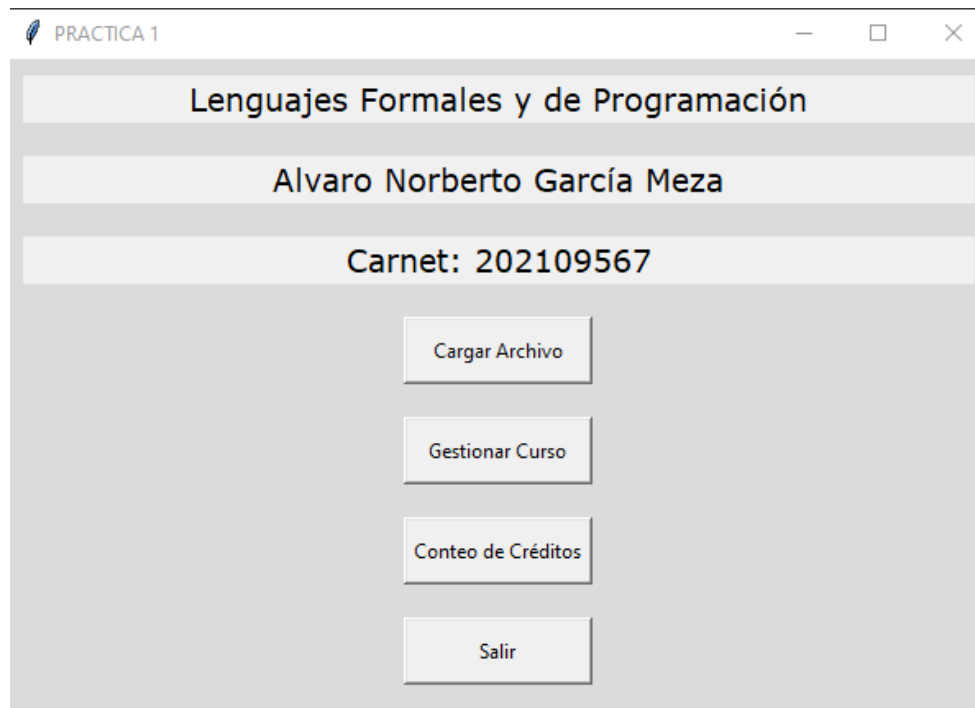 PRACTICA 1
Lenguajes Formales y de Programación
Alvaro Norberto García Meza
Carnet: 202109567
Cargar Archivo
Gestionar Curso
Conteo de Créditos
Salir